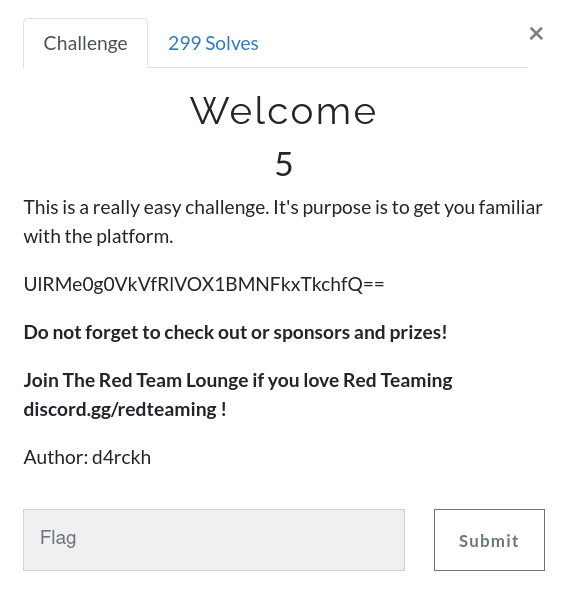 Challenge
299 Solves
×
Welcome
5
This is a really easy challenge. It's purpose is to get you familiar
with the platform.
UlRMe0g0VkVfRlVOX1BMNFkxTkchfQ==
Do not forget to check out or sponsors and prizes!
Join The Red Team Lounge if you love Red Teaming
discord.gg/redteaming !
Author: d4rckh
Flag
Submit